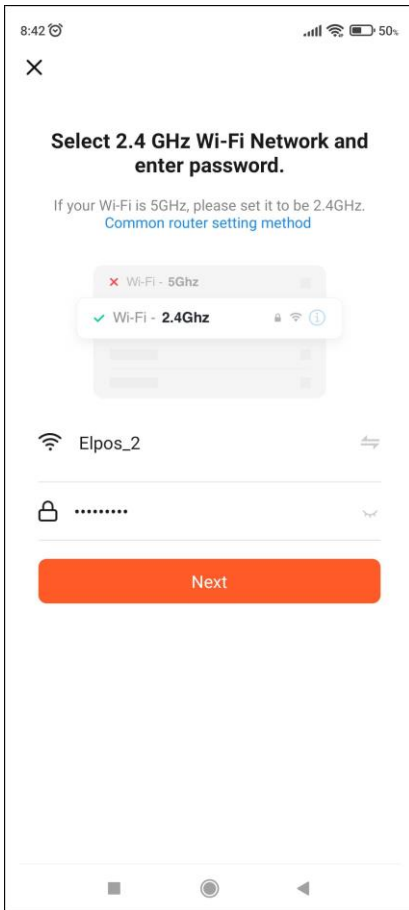 8:42 50%
Select 2.4 GHz Wi-Fi Network and
enter password.
If your Wi-Fi is 5GHz, please set it to be 2.4GHz.
Common router setting method
Wi-Fi - 5Ghz
Wi-Fi - 2.4Ghz
Elpos_2
•••••••••
Next